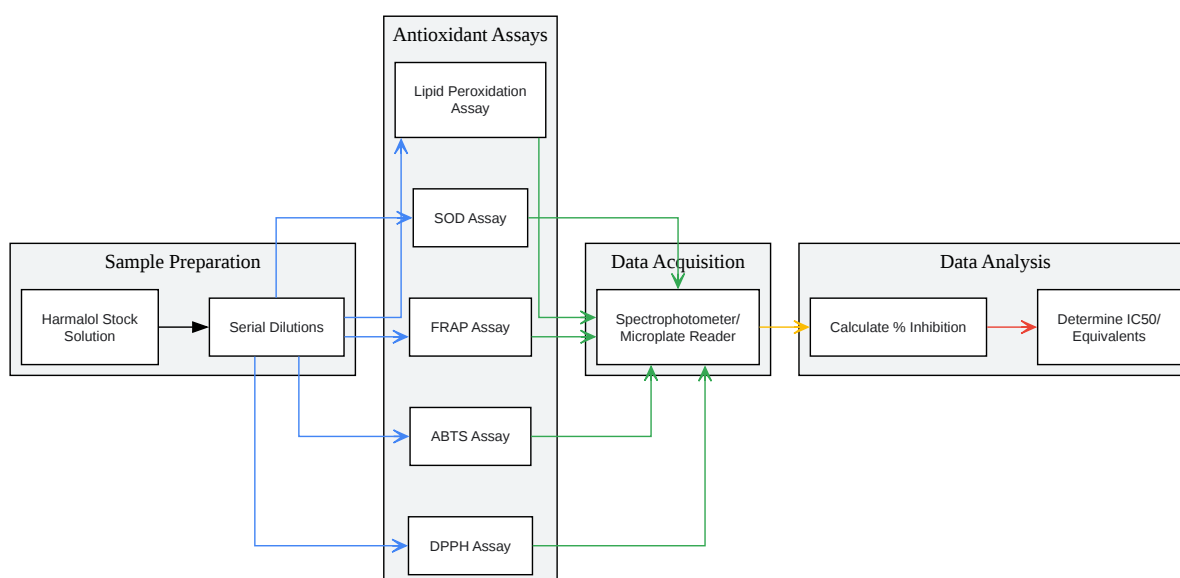 Antioxidant Assays
Lipid Peroxidation
Assay
SOD Assay
FRAP Assay
ABTS Assay
DPPH Assay
Sample Preparation
Harmalol Stock
Solution
Serial Dilutions
Data Acquisition
Spectrophotometer/
Microplate Reader
Data Analysis
Calculate % Inhibition
Determine IC50/
Equivalents